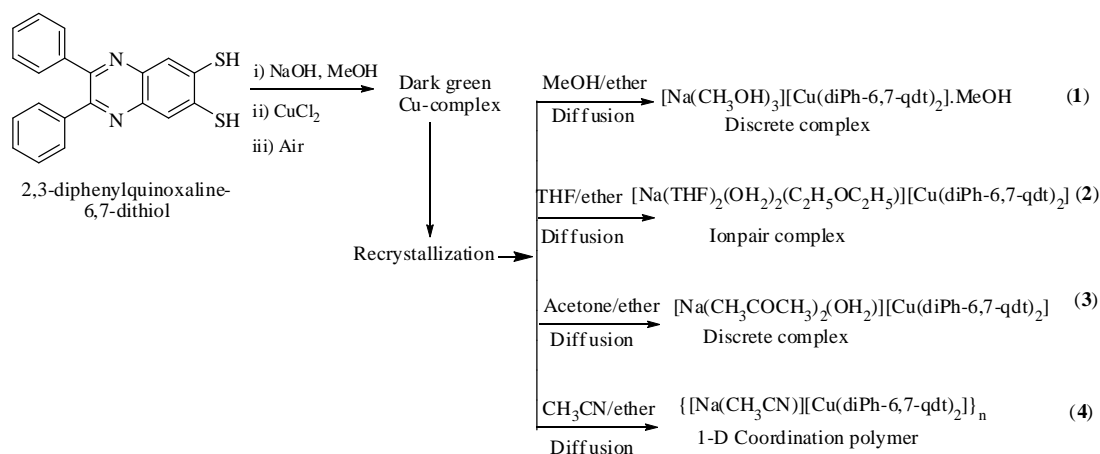 N
N
SH
SH
2,3-diphenylquinoxaline-
6,7-dithiol
i) NaOH, MeOH
ii) CuCl₂
iii) Air
Dark green
Cu-complex
Recrystallization
MeOH/ether
Diffusion
[Na(CH₃OH)₃][Cu(diPh-6,7-qdt)₂].MeOH (1)
Discrete complex
THF/ether
Diffusion
[Na(THF)₂(OH₂)₂(C₂H₅OC₂H₅)][Cu(diPh-6,7-qdt)₂] (2)
Ionpair complex
Acetone/ether
Diffusion
[Na(CH₃COCH₃)₂(OH₂)][Cu(diPh-6,7-qdt)₂] (3)
Discrete complex
CH₃CN/ether
Diffusion
{[Na(CH₃CN)][Cu(diPh-6,7-qdt)₂]}ₙ (4)
1-D Coordination polymer